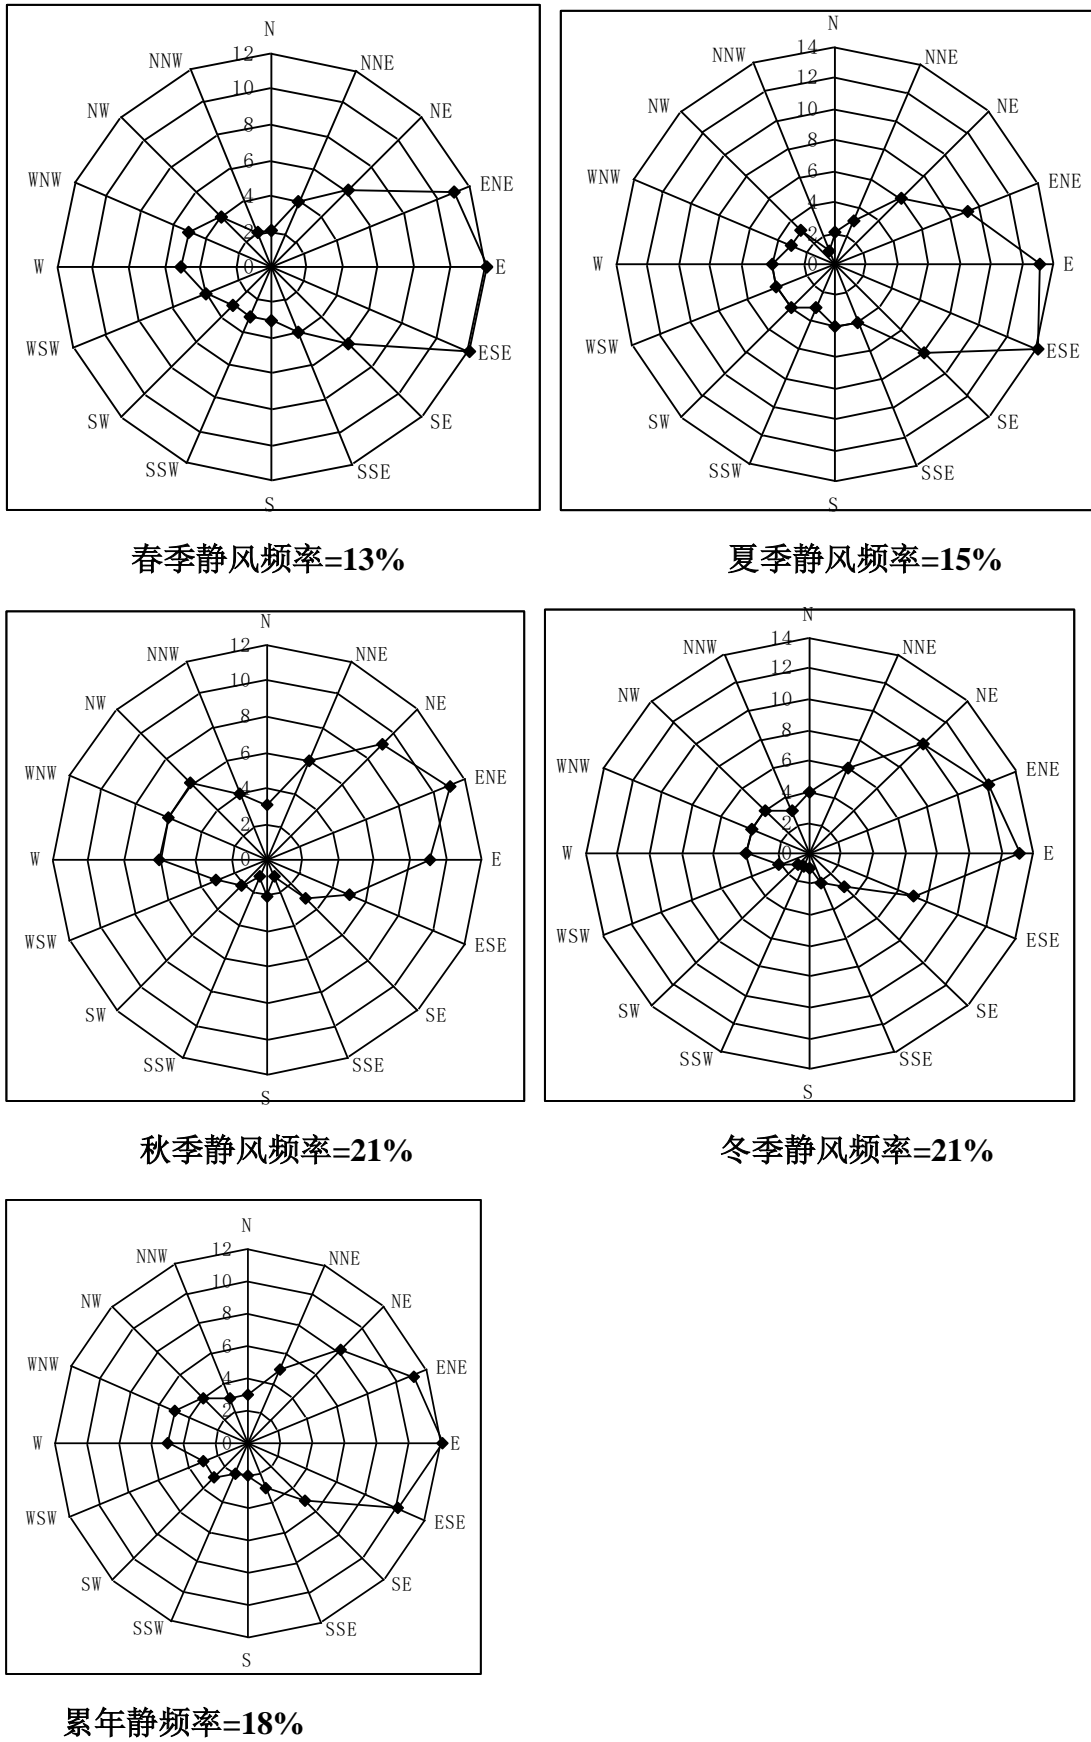 N
12
NNW
NNE
10
NW
NE
8
6
WNW
ENE
4
2
W
0
E
WSW
ESE
SW
SE
SSW
SSE
S
春季静风频率=13%
N
14
NNW
NNE
12
NW
NE
10
8
WNW
6
ENE
4
2
W
0
E
WSW
ESE
SW
SE
SSW
SSE
S
夏季静风频率=15%
N
12
NNW
NNE
10
NW
NE
8
6
WNW
ENE
4
2
W
0
E
WSW
ESE
SW
SE
SSW
SSE
S
秋季静风频率=21%
N
14
NNW
NNE
12
NW
NE
10
8
WNW
ENE
6
4
2
W
0
E
WSW
ESE
SW
SE
SSW
SSE
S
冬季静风频率=21%
N
12
NNW
NNE
10
NW
NE
8
6
WNW
ENE
4
2
W
0
E
WSW
ESE
SW
SE
SSW
SSE
S
累年静频率=18%